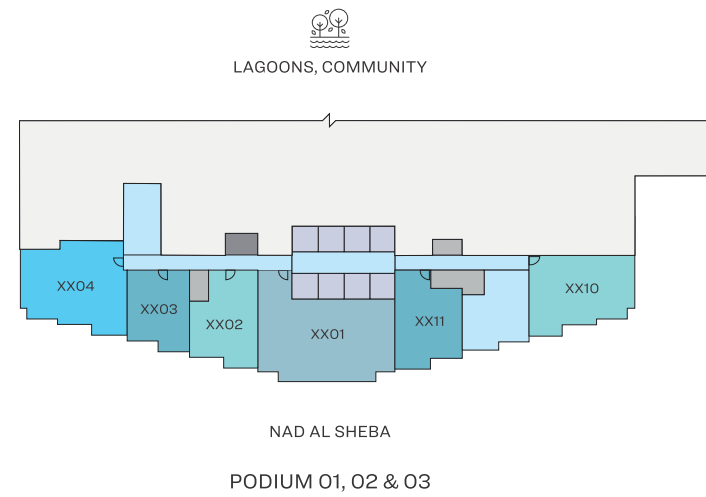 LAGOONS, COMMUNITY
XX04
XX03
XX02
XX01
XX11
XX10
NAD AL SHEBA
PODIUM 01, 02 & 03